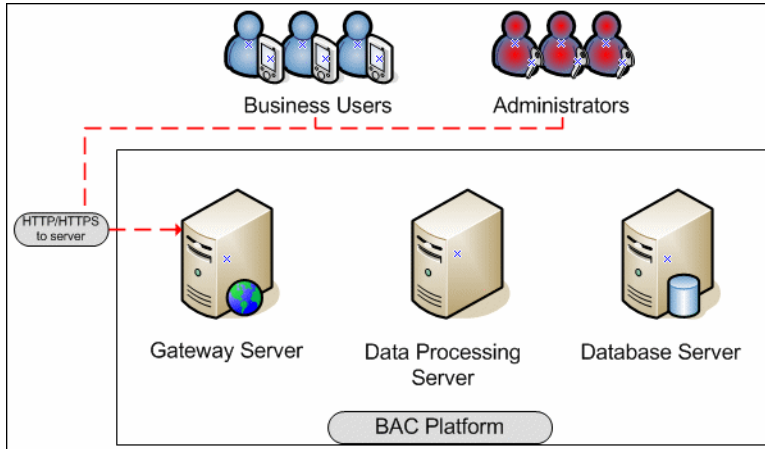 Business Users
Administrators
HTTP/HTTPS
to server
Gateway Server
Data Processing
Server
Database Server
BAC Platform